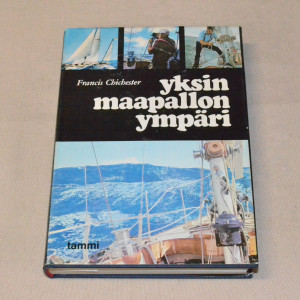 Francis Chichester
yksin
maapallon
ympäri
tammi